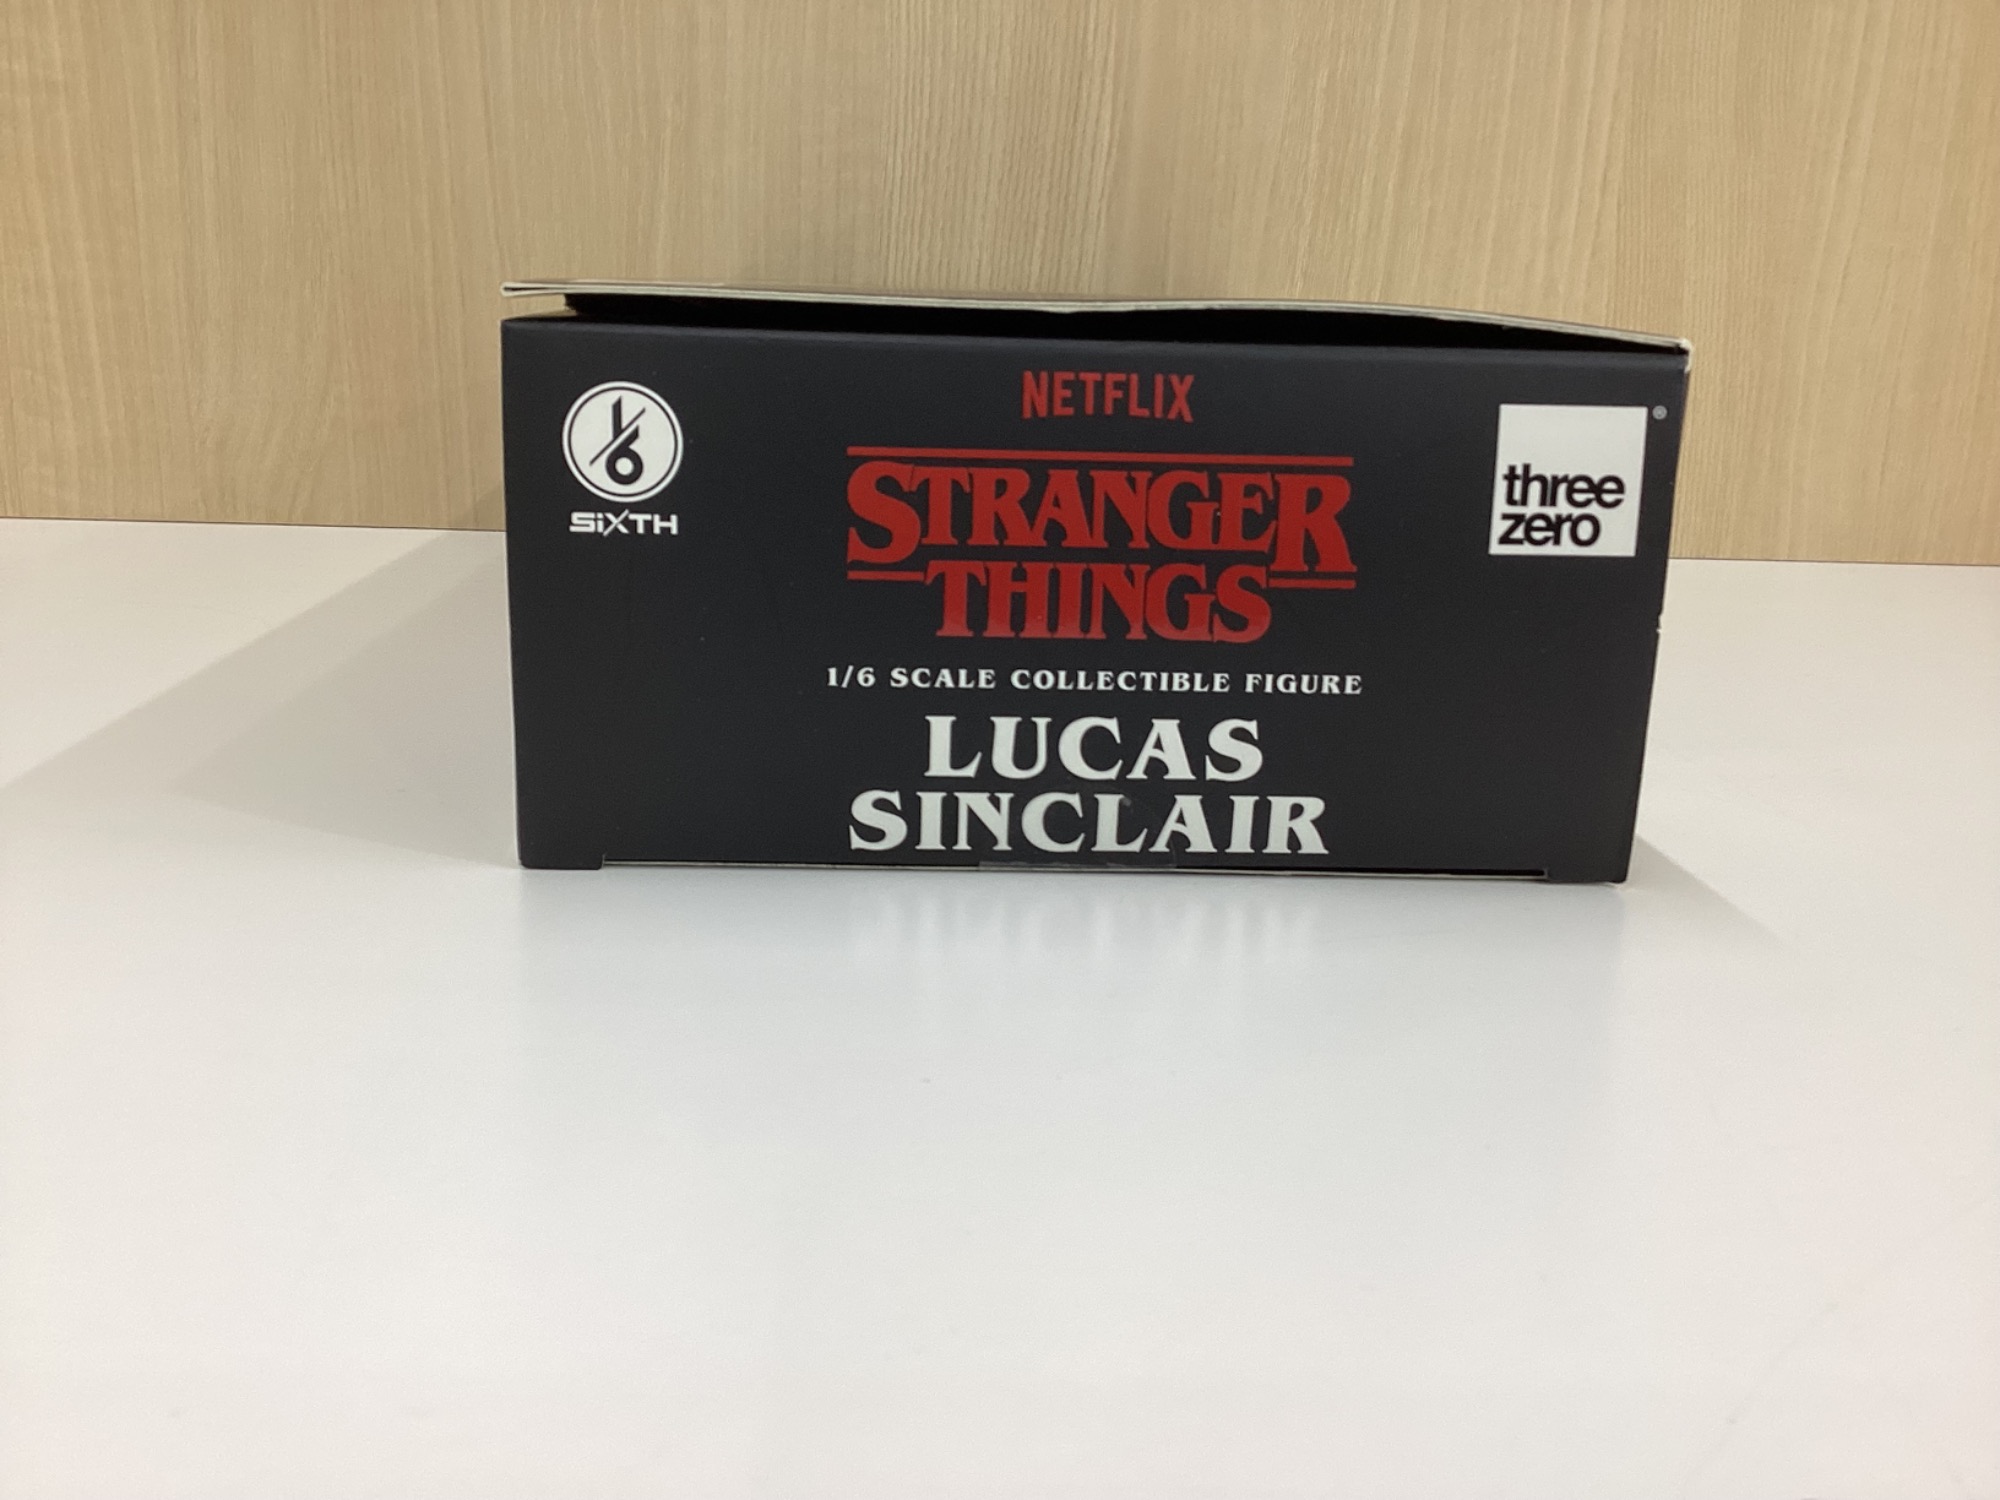 NETFLIX
STRANGER
THINGS
1/6
SiXTH
three
zero
®
1/6 SCALE COLLECTIBLE FIGURE
LUCAS
SINCLAIR